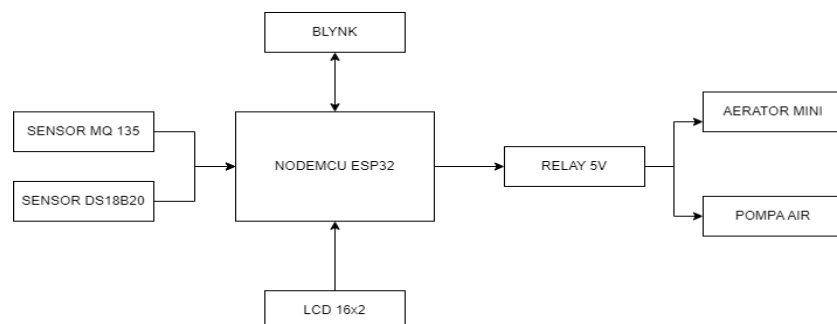 BLYNK
SENSOR MQ 135
SENSOR DS18B20
NODEMCU ESP32
RELAY 5V
AERATOR MINI
POMPA AIR
LCD 16x2